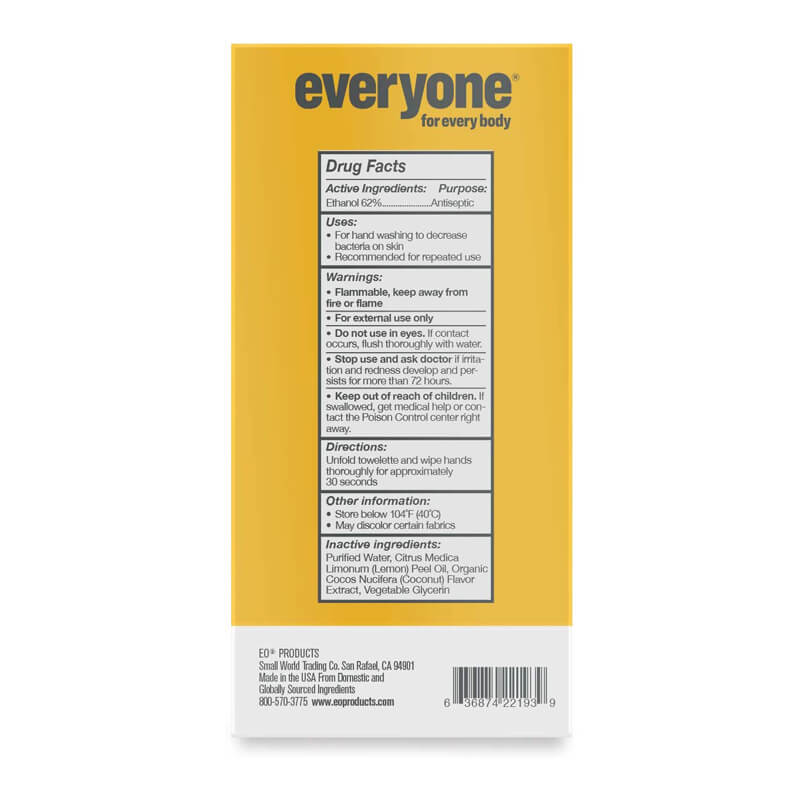 everyone®
for every body
Drug Facts
Active Ingredients: Purpose:
Ethanol 62%......................Antiseptic
Uses:
• For hand washing to decrease
bacteria on skin
• Recommended for repeated use
Warnings:
• Flammable, keep away from
fire or flame
• For external use only
• Do not use in eyes. If contact
occurs, flush thoroughly with water.
• Stop use and ask doctor if irrita-
tion and redness develop and per-
sists for more than 72 hours.
• Keep out of reach of children. If
swallowed, get medical help or con-
tact the Poison Control center right
away.
Directions:
Unfold towelette and wipe hands
thoroughly for approximately
30 seconds
Other information:
• Store below 104˚F (40˚C)
• May discolor certain fabrics
Inactive ingredients:
Purified Water, Citrus Medica
Limonum (Lemon) Peel Oil, Organic
Cocos Nucifera (Coconut) Flavor
Extract, Vegetable Glycerin
EO® PRODUCTS
Small World Trading Co. San Rafael, CA 94901
Made in the USA From Domestic and
Globally Sourced Ingredients
800-570-3775 www.eoproducts.com
6 36874 22193 9